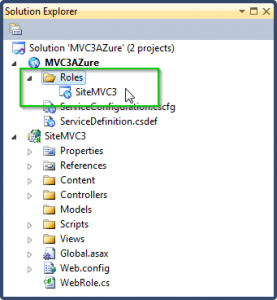 Solution Explorer
Solution 'MVC3AZure' (2 projects)
MVC3AZure
Roles
SiteMVC3
ServiceConfiguration.cscfg
ServiceDefinition.csdef
SiteMVC3
Properties
References
Content
Controllers
Models
Scripts
Views
Global.asax
Web.config
WebRole.cs